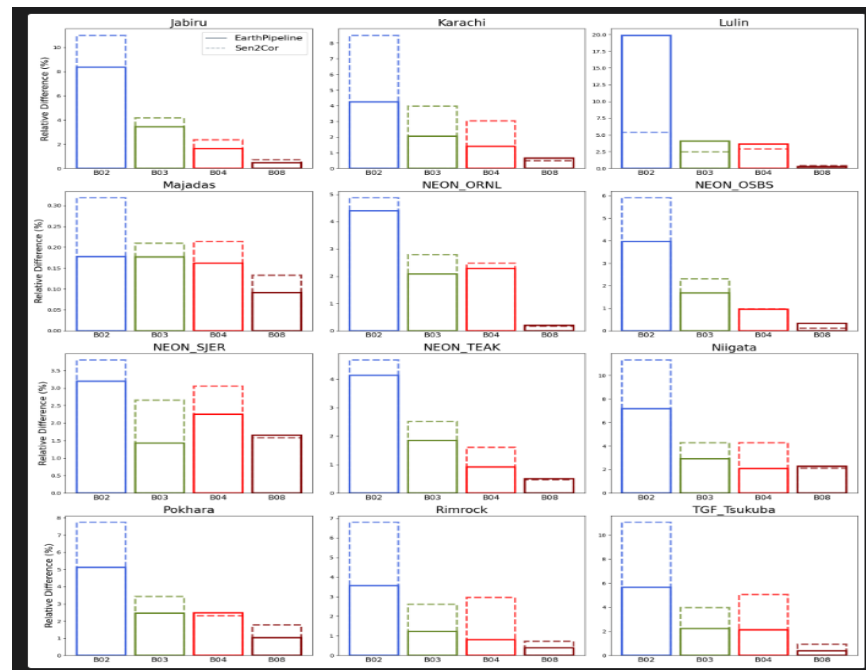 Jabiru
Karachi
Lulin
EarthPipeline
Sen2Cor
Relative Difference (%)
10
8
6
4
2
0
B02 B03 B04 B08
8
7
6
5
4
3
2
1
0
B02 B03 B04 B08
20.0
17.5
15.0
12.5
10.0
7.5
5.0
2.5
0.0
B02 B03 B04 B08
Majadas
NEON_ORNL
NEON_OSBS
Relative Difference (%)
0.30
0.25
0.20
0.15
0.10
0.05
0.00
B02 B03 B04 B08
5
4
3
2
1
0
B02 B03 B04 B08
6
5
4
3
2
1
0
B02 B03 B04 B08
NEON_SJER
NEON_TEAK
Niigata
Relative Difference (%)
3.5
3.0
2.5
2.0
1.5
1.0
0.5
0.0
B02 B03 B04 B08
4
3
2
1
0
B02 B03 B04 B08
10
8
6
4
2
0
B02 B03 B04 B08
Pokhara
Rimrock
TGF_Tsukuba
Relative Difference (%)
8
7
6
5
4
3
2
1
0
B02 B03 B04 B08
7
6
5
4
3
2
1
0
B02 B03 B04 B08
10
8
6
4
2
0
B02 B03 B04 B08